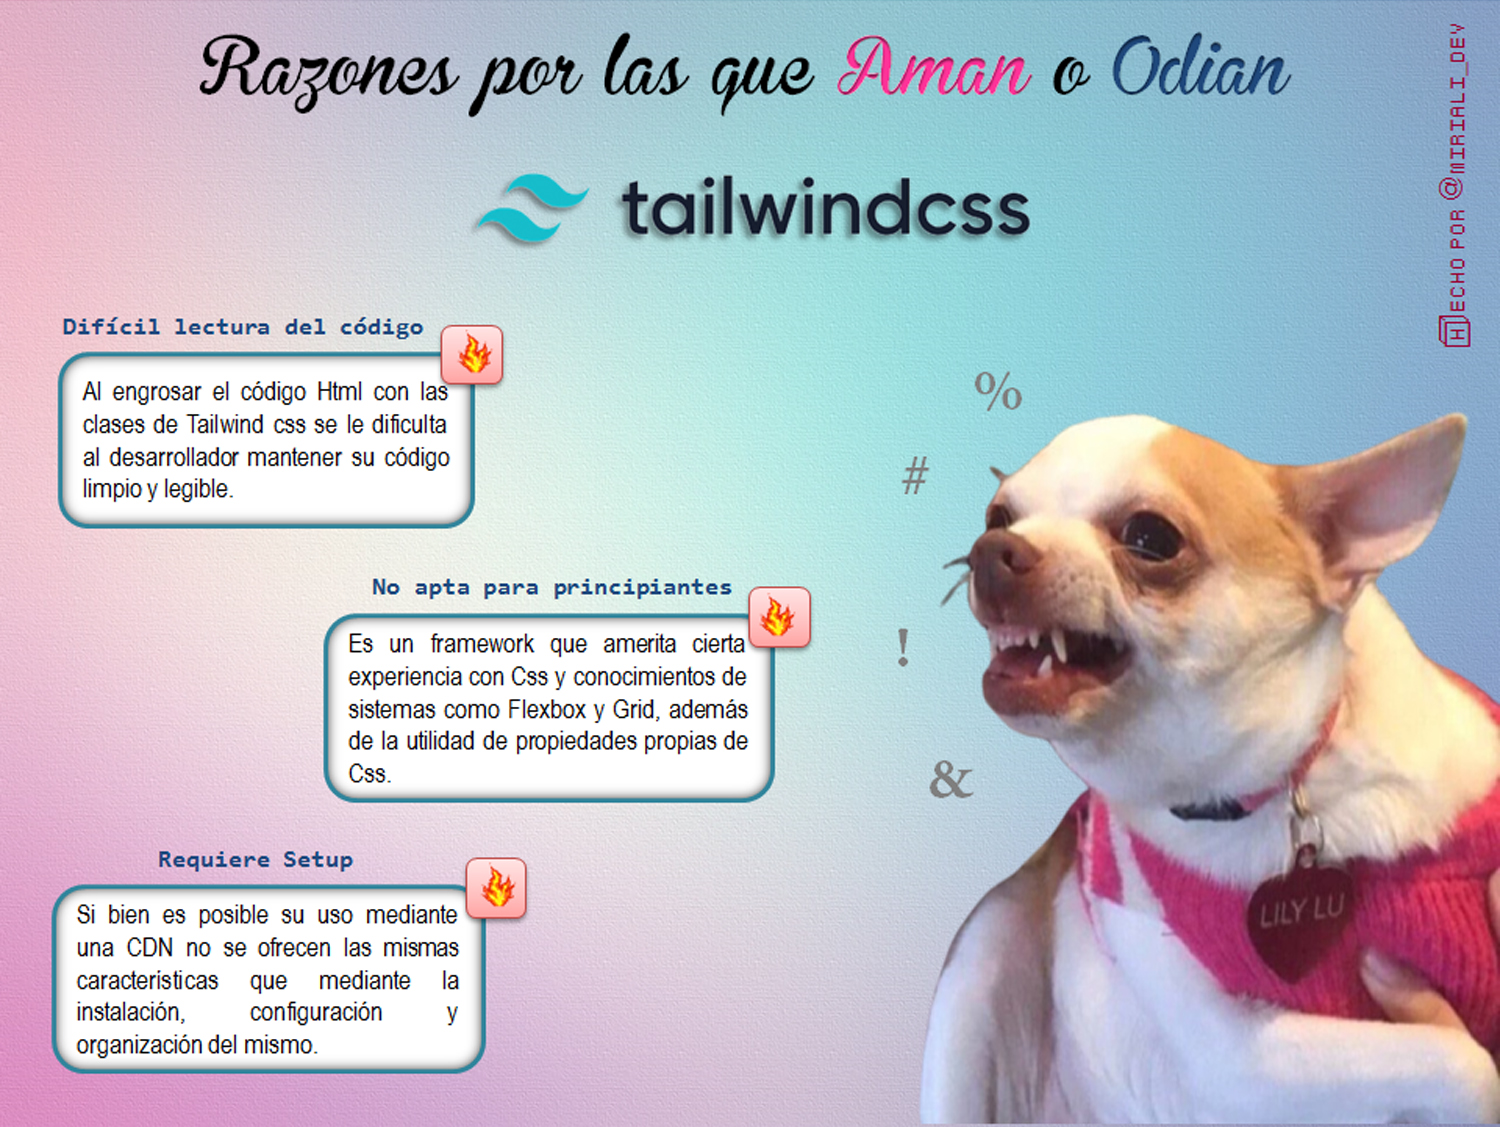 Razones por las que Aman o Odian
tailwindcss
HECHO POR @MIRIALI_DEV
Difícil lectura del código
Al engrosar el código Html con las
clases de Tailwind css se le dificulta
al desarrollador mantener su código
limpio y legible.
%
#
No apta para principiantes
Es un framework que amerita cierta
experiencia con Css y conocimientos de
sistemas como Flexbox y Grid, además
de la utilidad de propiedades propias de
Css.
!
&
Requiere Setup
Si bien es posible su uso mediante
una CDN no se ofrecen las mismas
características que mediante la
instalación, configuración y
organización del mismo.
LILY LU